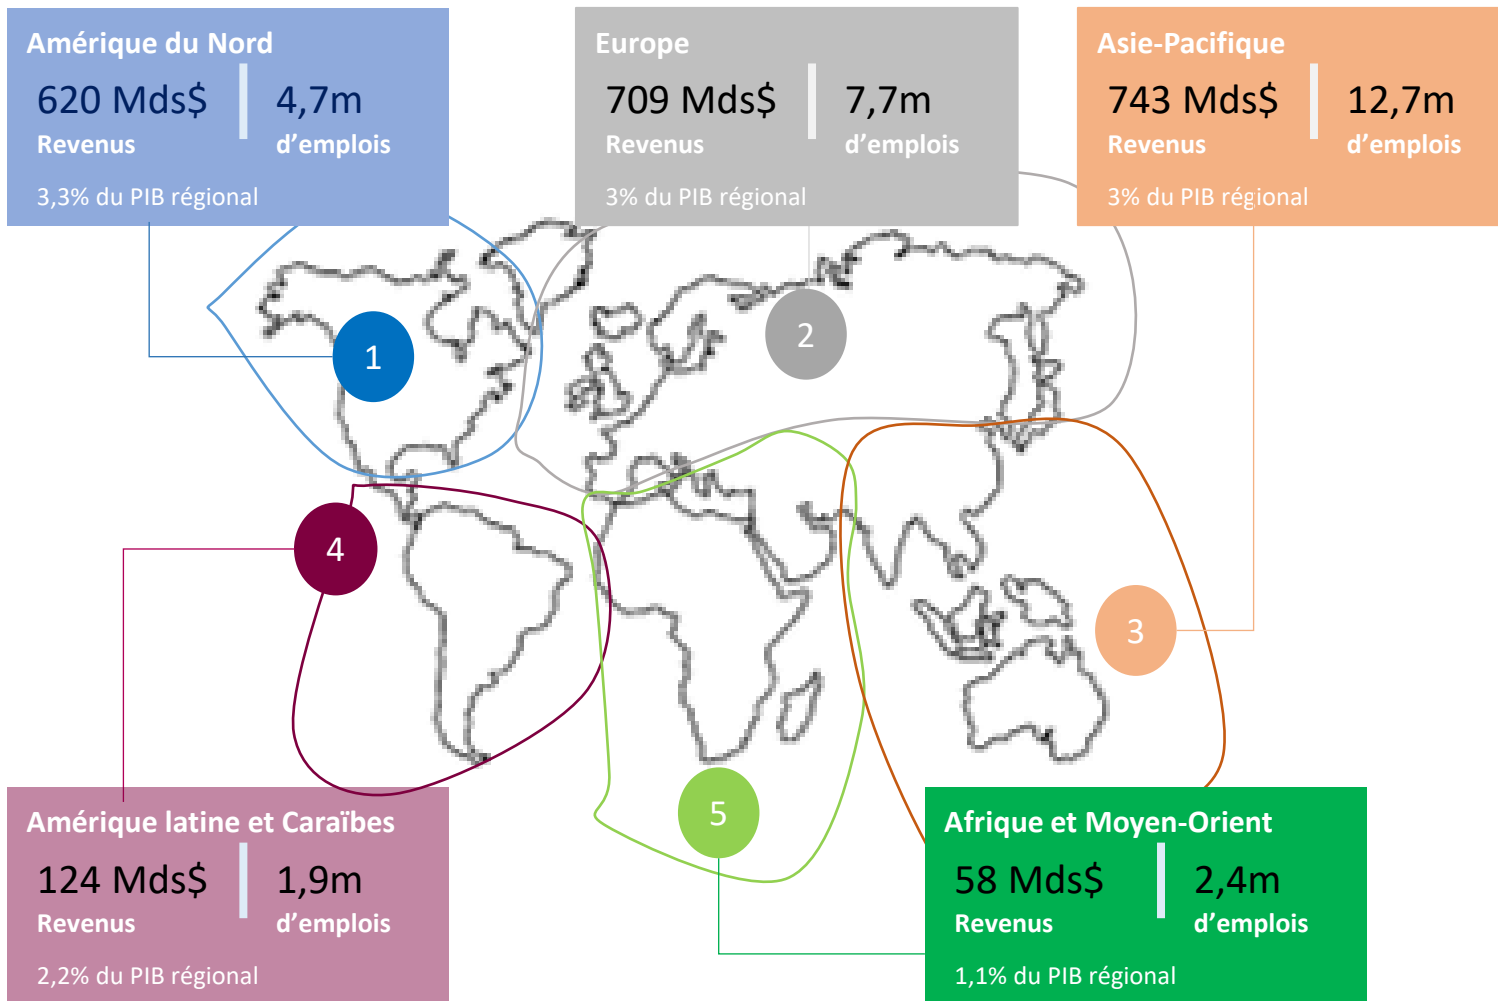 Amérique du Nord
620 Mds$ 4,7m
Revenus d’emplois
3,3% du PIB régional
Europe
709 Mds$ 7,7m
Revenus d’emplois
3% du PIB régional
Asie-Pacifique
743 Mds$ 12,7m
Revenus d’emplois
3% du PIB régional
1
2
3
4
5
Amérique latine et Caraïbes
124 Mds$ 1,9m
Revenus d’emplois
2,2% du PIB régional
Afrique et Moyen-Orient
58 Mds$ 2,4m
Revenus d’emplois
1,1% du PIB régional